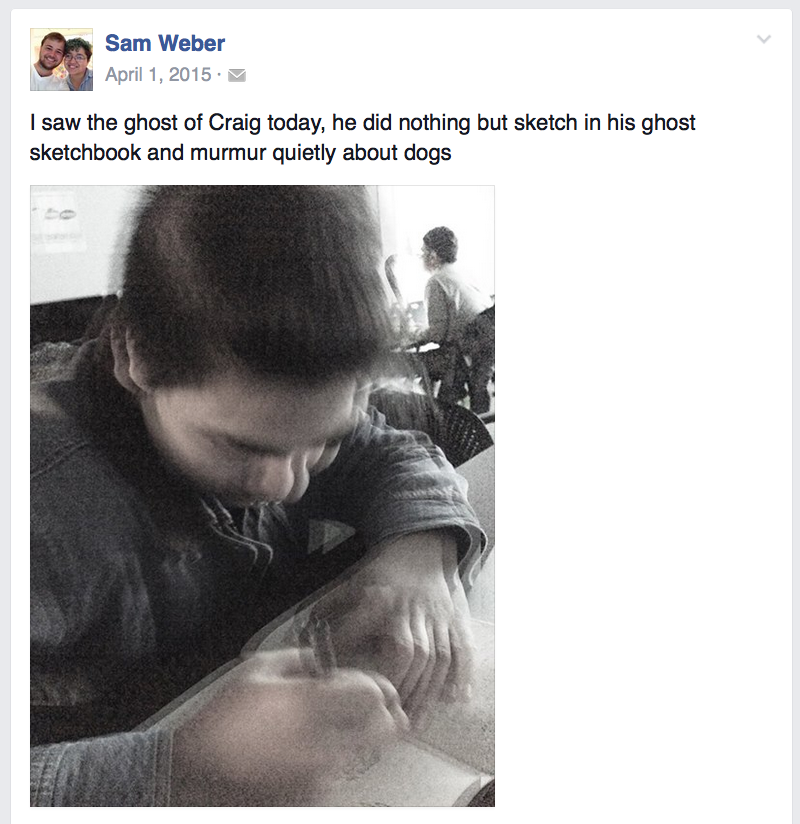 Sam Weber
April 1, 2015 ·
I saw the ghost of Craig today, he did nothing but sketch in his ghost
sketchbook and murmur quietly about dogs